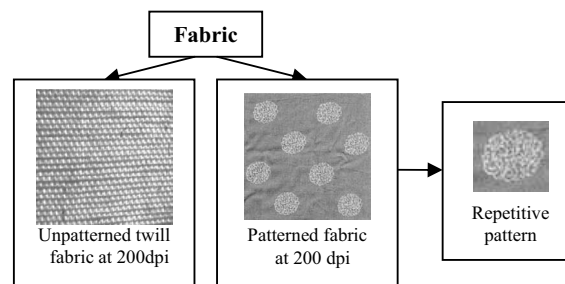 Fabric
Unpatterned twill
fabric at 200dpi
Patterned fabric
at 200 dpi
Repetitive
pattern